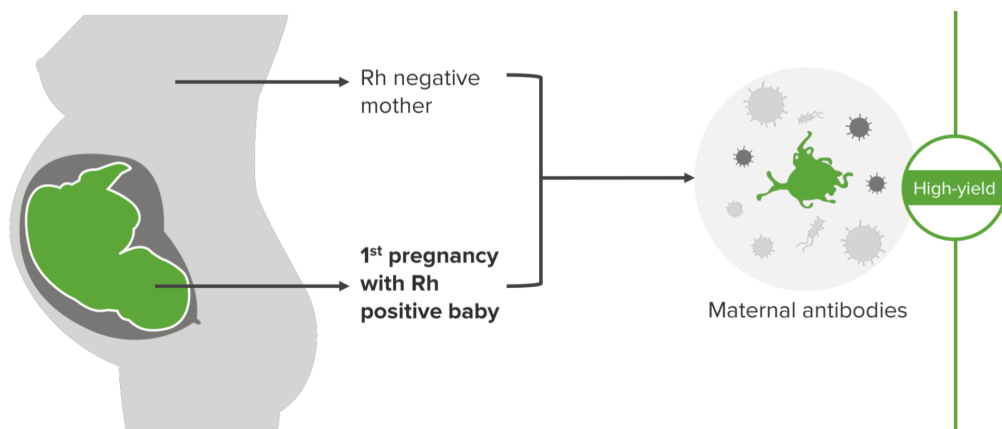 Rh negative
mother
1st pregnancy
with Rh
positive baby
Maternal antibodies
High-yield